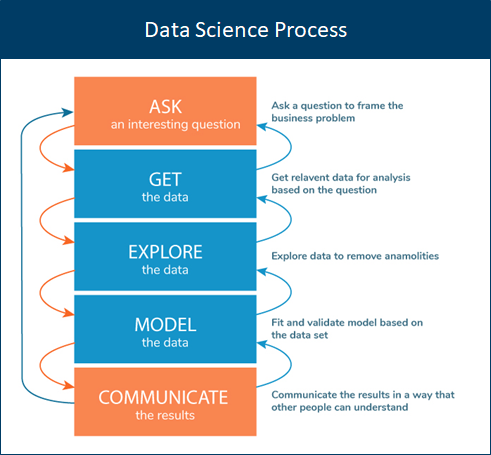 Data Science Process
ASK
an interesting question
Ask a question to frame the
business problem
GET
the data
Get relavent data for analysis
based on the question
EXPLORE
the data
Explore data to remove anamolities
MODEL
the data
Fit and validate model based on
the data set
COMMUNICATE
the results
Communicate the results in a way that
other people can understand